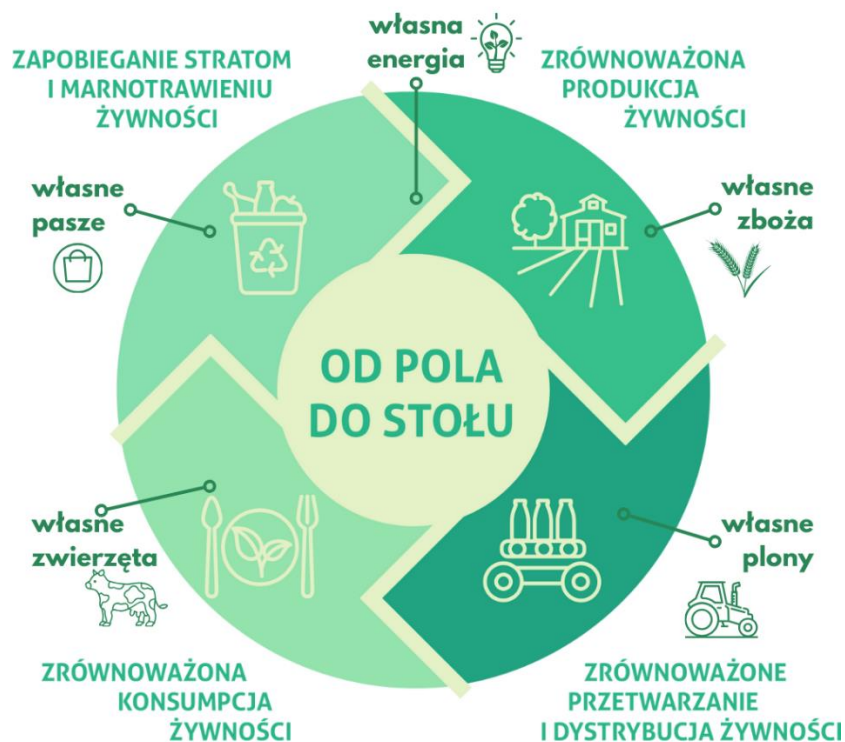 własna
energia
ZAPOBIEGANIE STRATOM
I MARNOTRAWIENIU
ŻYWNOŚCI
ZRÓWNOWAŻONA
PRODUKCJA
ŻYWNOŚCI
własne
pasze
własne
zboża
OD POLA
DO STOŁU
własne
zwierzęta
własne
plony
ZRÓWNOWAŻONA
KONSUMPCJA
ŻYWNOŚCI
ZRÓWNOWAŻONE
PRZETWARZANIE
I DYSTRYBUCJA ŻYWNOŚCI